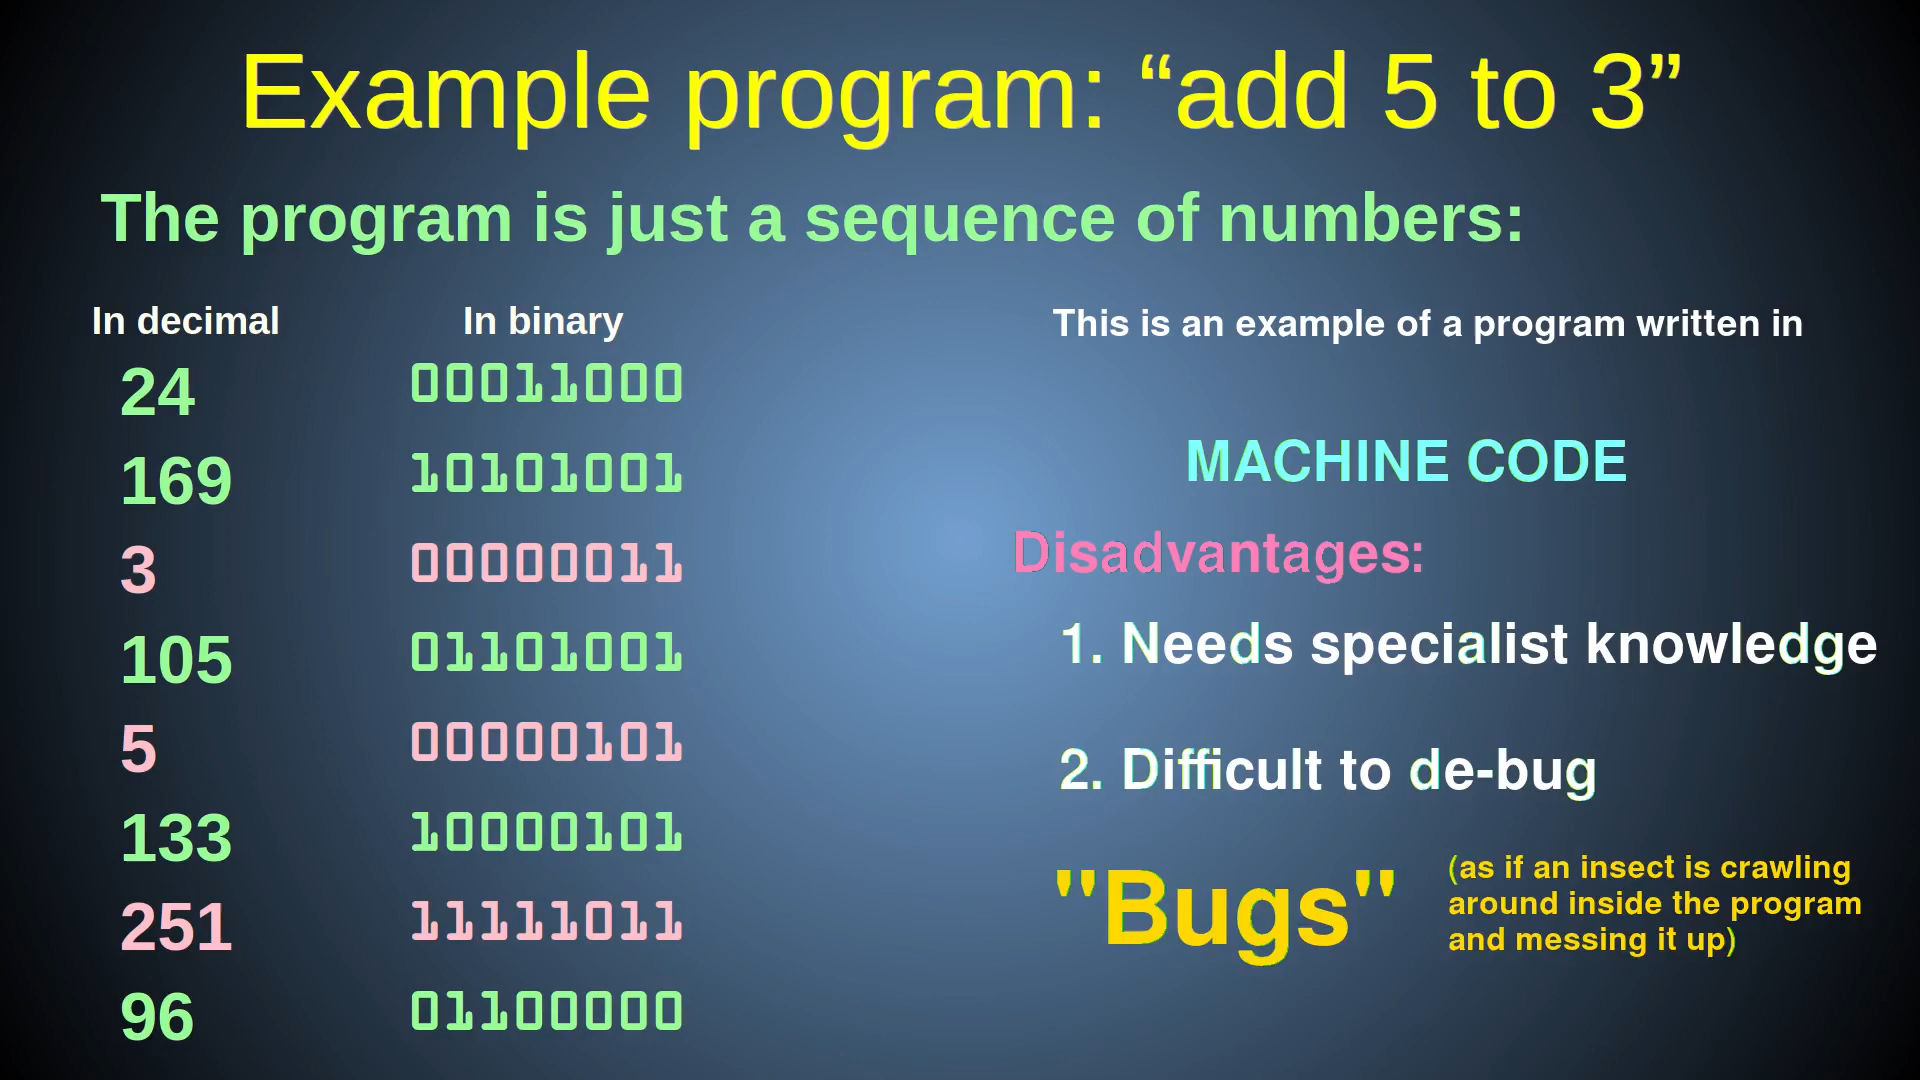 Example program: “add 5 to 3”
The program is just a sequence of numbers:
In decimal In binary
24 00011000
169 10101001
3 00000011
105 01101001
5 00000101
133 10000101
251 11111011
96 01100000
This is an example of a program written in
MACHINE CODE
Disadvantages:
1. Needs specialist knowledge
2. Difficult to de-bug
"Bugs"
(as if an insect is crawling
around inside the program
and messing it up)